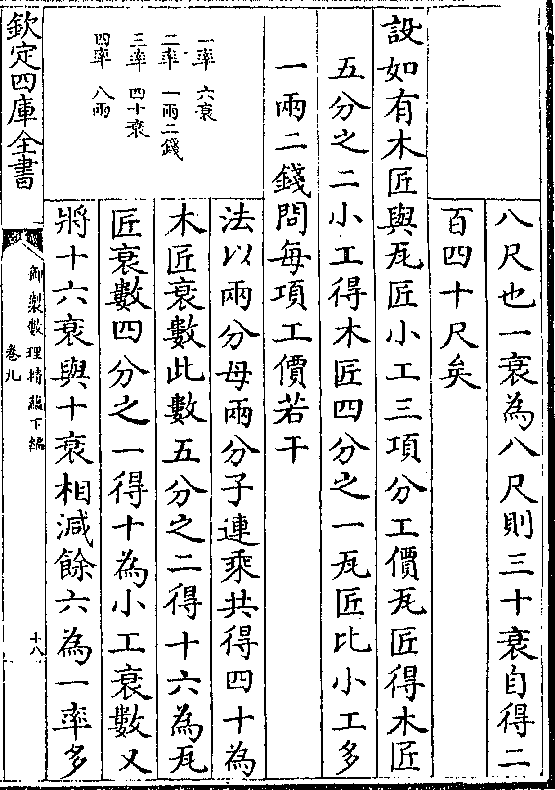 八尺也一衰為八尺則三十衰自得二
百四十尺矣
設如有木匠與瓦匠小工三項分工價瓦匠得木匠
五分之二小工得木匠四分之一瓦匠比小工多
一兩二錢問每項工價若干
一率 六衰
二率 一兩二錢
三率 四十衰
四率 八兩
法以兩分母兩分子連乘共得四十為
木匠衰數此數五分之二得十六為瓦
匠衰數四分之一得十為小工衰數又
將十六衰與十衰相減餘六為一率多
欽定四庫全書
御製數理精蘊下編
卷九
十八